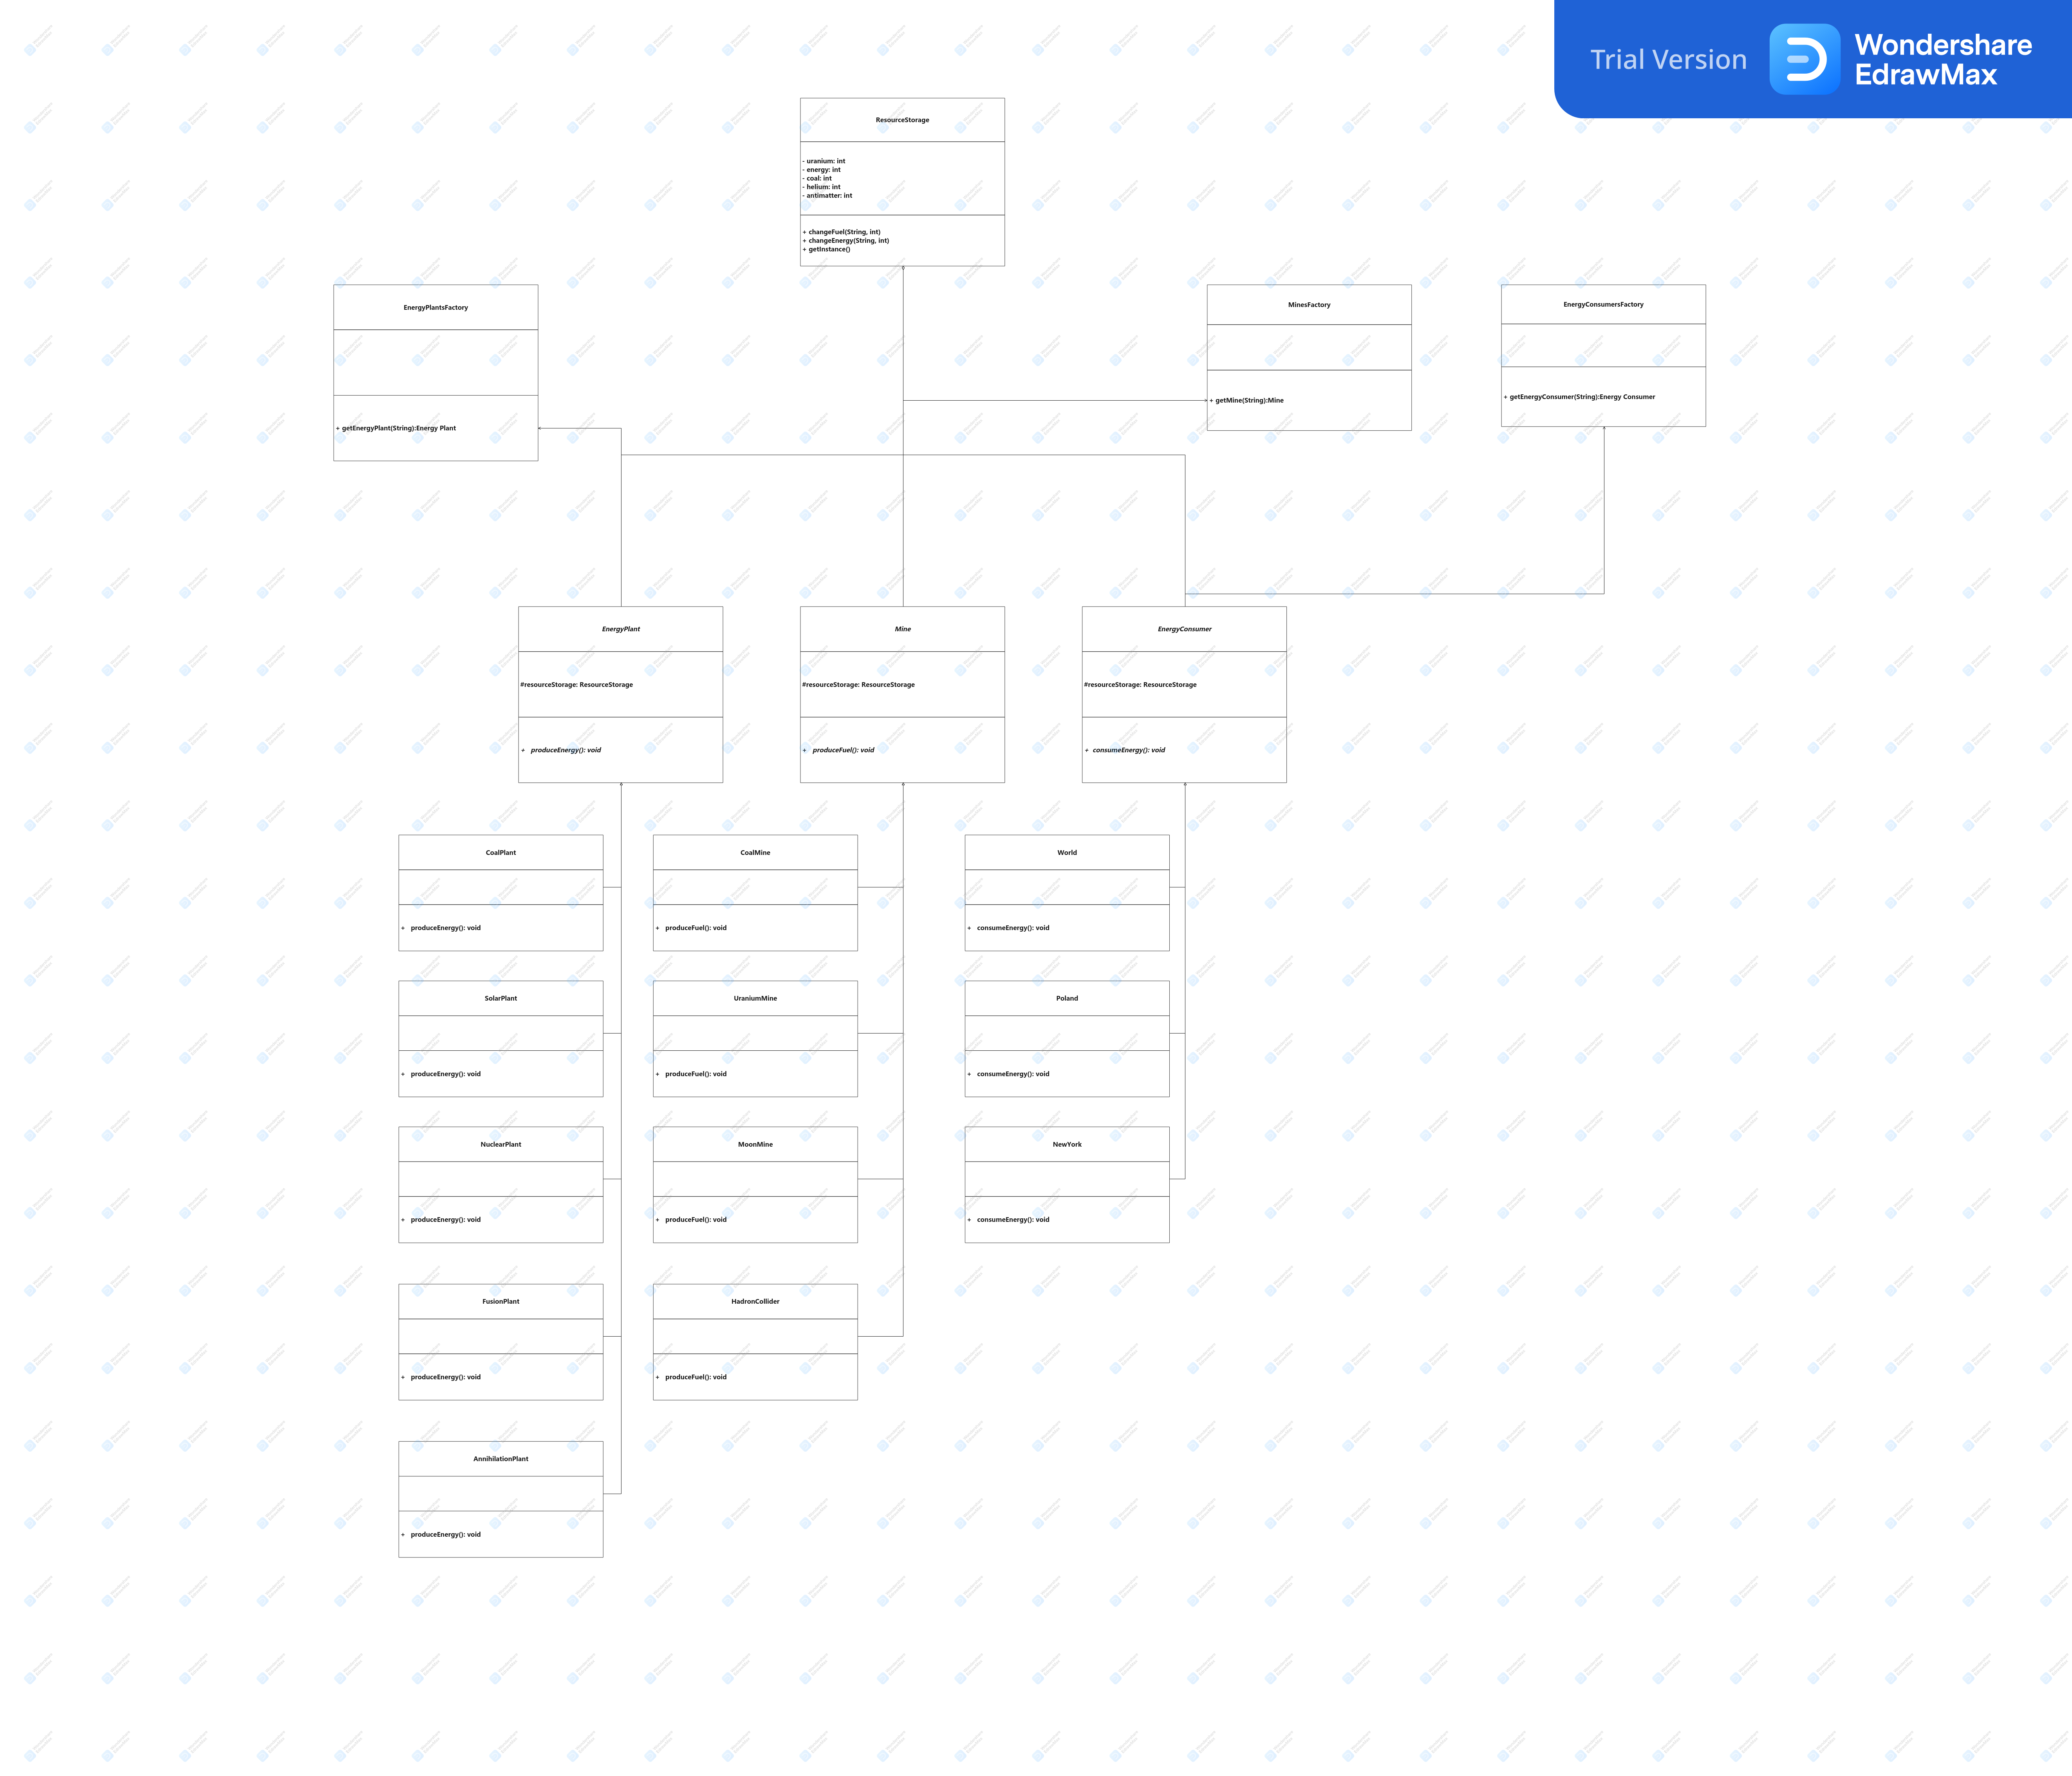 Trial Version
Wondershare
EdrawMax
ResourceStorage
- uranium: int
- energy: int
- coal: int
- helium: int
- antimatter: int
+ changeFuel(String, int)
+ changeEnergy(String, int)
+ getInstance()
EnergyPlantsFactory
+ getEnergyPlant(String):Energy Plant
MinesFactory
+ getMine(String):Mine
EnergyConsumersFactory
+ getEnergyConsumer(String):Energy Consumer
EnergyPlant
#resourceStorage: ResourceStorage
+ produceEnergy(): void
Mine
#resourceStorage: ResourceStorage
+ produceFuel(): void
EnergyConsumer
#resourceStorage: ResourceStorage
+ consumeEnergy(): void
CoalPlant
+ produceEnergy(): void
CoalMine
+ produceFuel(): void
World
+ consumeEnergy(): void
SolarPlant
+ produceEnergy(): void
UraniumMine
+ produceFuel(): void
Poland
+ consumeEnergy(): void
NuclearPlant
+ produceEnergy(): void
MoonMine
+ produceFuel(): void
NewYork
+ consumeEnergy(): void
FusionPlant
+ produceEnergy(): void
HadronCollider
+ produceFuel(): void
AnnihilationPlant
+ produceEnergy(): void